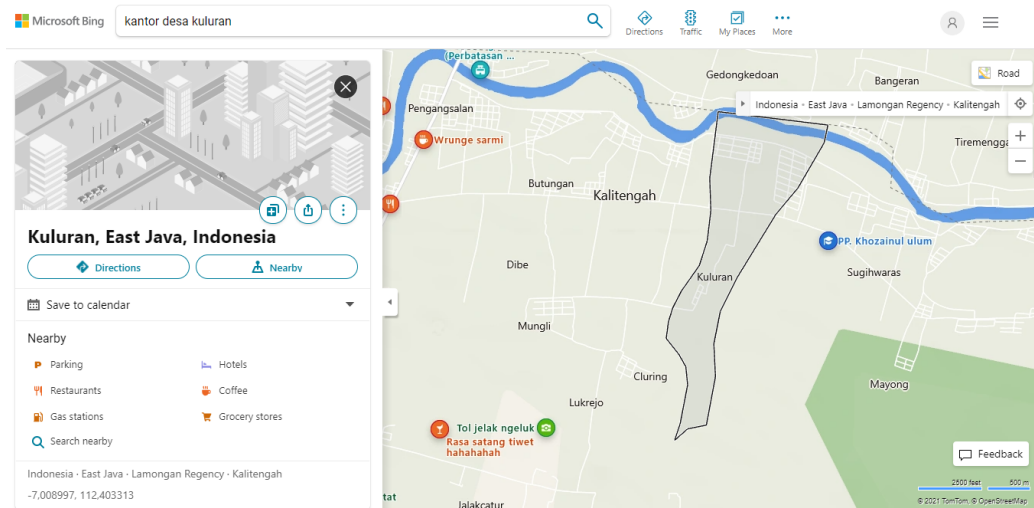 Microsoft Bing
kantor desa kuluran
Directions
Traffic
My Places
More
Kuluran, East Java, Indonesia
Directions
Nearby
Save to calendar
Nearby
Parking
Hotels
Restaurants
Coffee
Gas stations
Grocery stores
Search nearby
Indonesia · East Java · Lamongan Regency · Kalitengah
-7,008997, 112,403313
(Perbatasan ...
Gedongkedoan
Bangeran
Road
Indonesia · East Java · Lamongan Regency · Kalitengah
Pengangsalan
Wrunge sarmi
Tiremengga
Butungan
Kalitengah
PP. Khozainul ulum
Dibe
Kuluran
Sugihwaras
Mungli
Cluring
Mayong
Lukrejo
Tol jelak ngeluk
Rasa satang tiwet
hahahahah
Feedback
2500 feet
500 m
tat
Jalakcatur
© 2021 TomTom, © OpenStreetMap